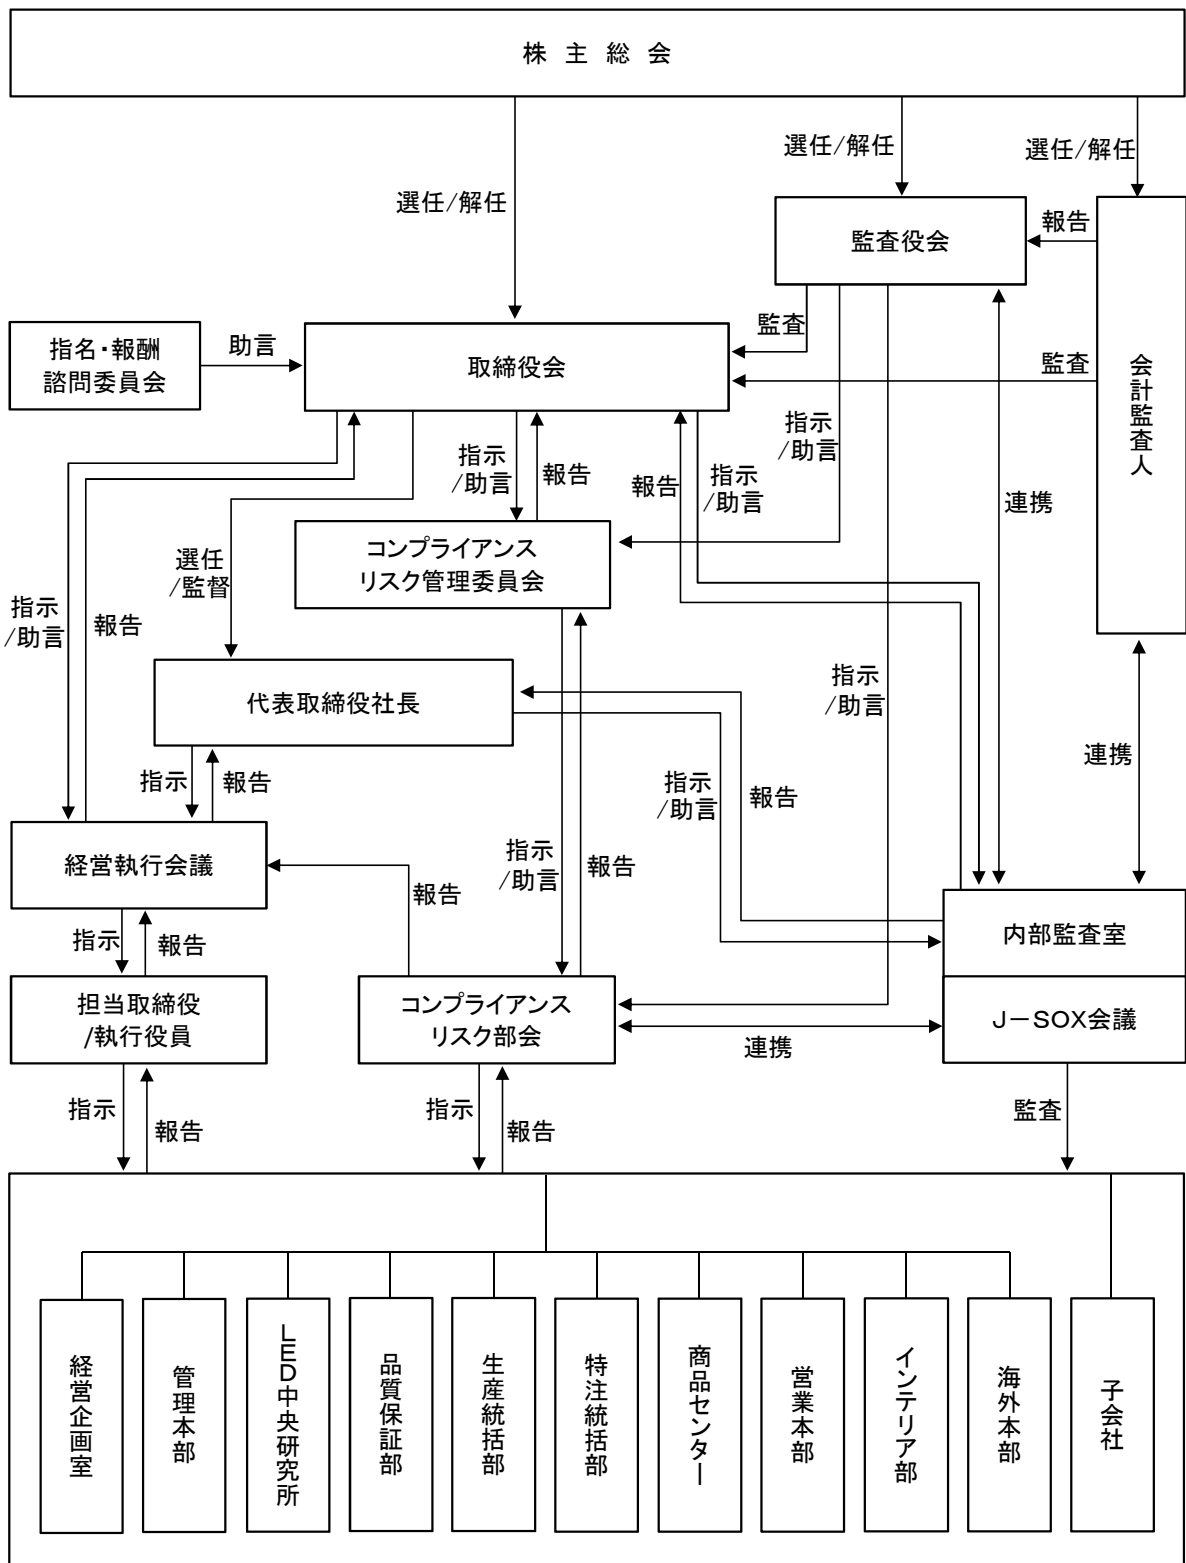 株主総会
選任/解任
選任/解任
選任/解任
監査役会
報告
監査
指名・報酬
諮問委員会
助言
取締役会
監査
会計監査人
指示
/助言
指示
/助言
報告
報告
指示
/助言
連携
コンプライアンス
リスク管理委員会
選任
/監督
指示
/助言
報告
代表取締役社長
指示
/助言
連携
指示
報告
指示
/助言
報告
経営執行会議
指示
/助言
報告
報告
指示
報告
内部監査室
担当取締役
/執行役員
コンプライアンス
リスク部会
J-SOX会議
連携
指示
報告
指示
報告
監査
経営企画室
管理本部
LED中央研究所
品質保証部
生産統括部
特注統括部
商品センター
営業本部
インテリア部
海外本部
子会社